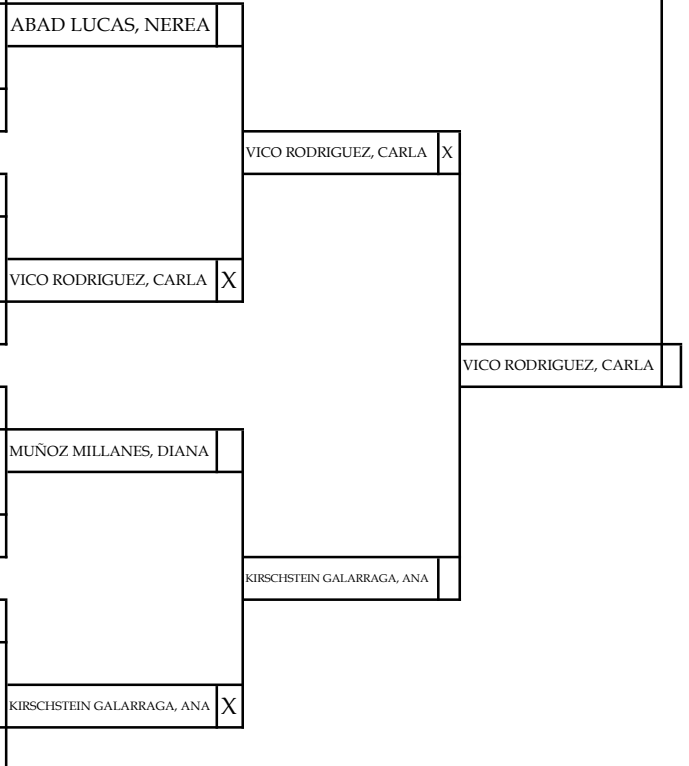 ABAD LUCAS, NEREA
VICO RODRIGUEZ, CARLA X
VICO RODRIGUEZ, CARLA X
VICO RODRIGUEZ, CARLA
MUÑOZ MILLANES, DIANA
KIRSCHSTEIN GALARRAGA, ANA
KIRSCHSTEIN GALARRAGA, ANA X